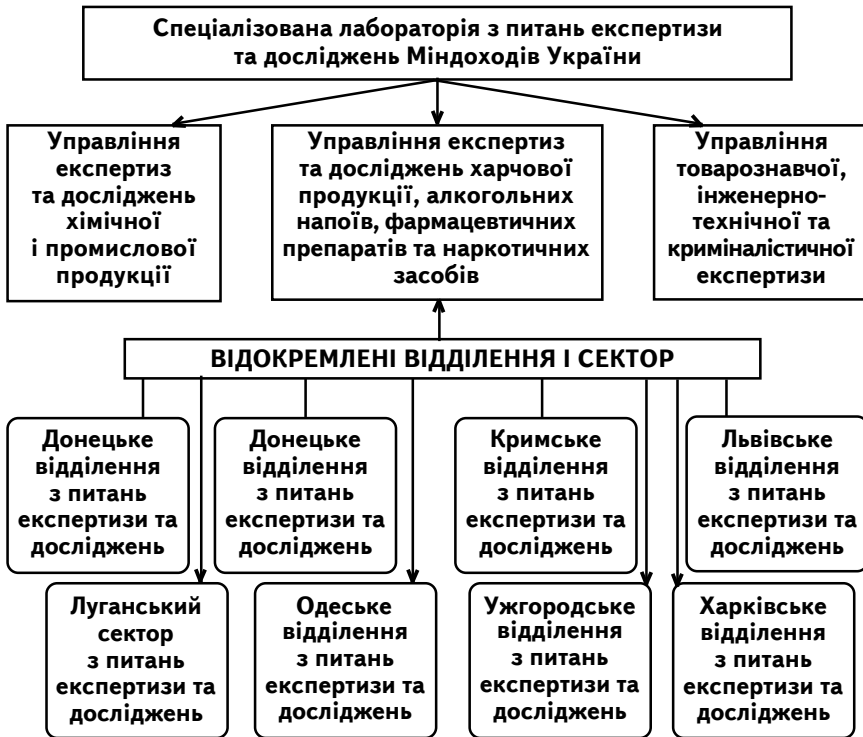 Спеціалізована лабораторія з питань експертизи
та досліджень Міндоходів України
Управління
експертиз
та досліджень
хімічної
і промислової
продукції
Управління експертиз
та досліджень харчової
продукції, алкогольних
напоїв, фармацевтичних
препаратів та наркотичних
засобів
Управління
товарознавчої,
інженерно-
технічної та
криміналістичної
експертизи
ВІДОКРЕМЛЕНІ ВІДДІЛЕННЯ І СЕКТОР
Донецьке
відділення
з питань
експертизи та
досліджень
Донецьке
відділення
з питань
експертизи та
досліджень
Кримське
відділення
з питань
експертизи та
досліджень
Львівське
відділення
з питань
експертизи та
досліджень
Луганський
сектор
з питань
експертизи та
досліджень
Одеське
відділення
з питань
експертизи та
досліджень
Ужгородське
відділення
з питань
експертизи та
досліджень
Харківське
відділення
з питань
експертизи та
досліджень